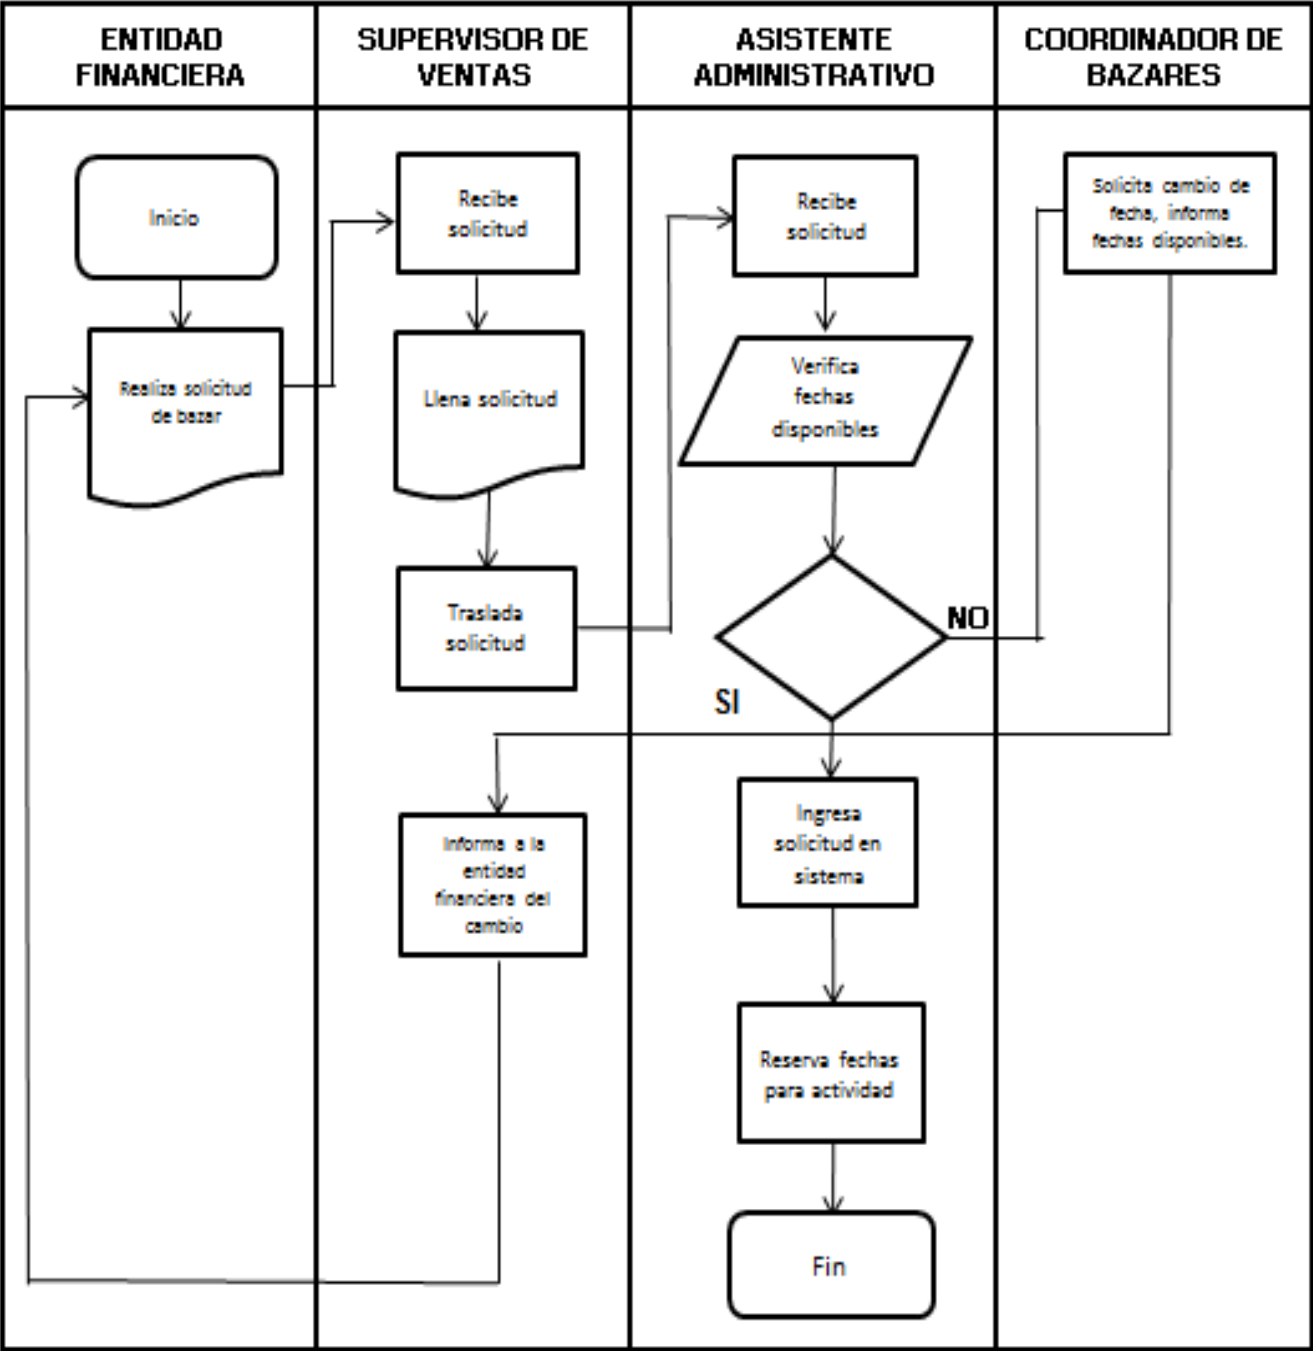 ENTIDAD
FINANCIERA
SUPERVISOR DE
VENTAS
ASISTENTE
ADMINISTRATIVO
COORDINADOR DE
BAZARES
Inicio
Realiza solicitud
de bazar
Recibe
solicitud
Llena solicitud
Traslada
solicitud
Informa a la
entidad
financiera del
cambio
Recibe
solicitud
Verifica
fechas
disponibles
NO
SI
Ingresa
solicitud en
sistema
Reserva fechas
para actividad
Fin
Solicita cambio de
fecha, informa
fechas disponibles.